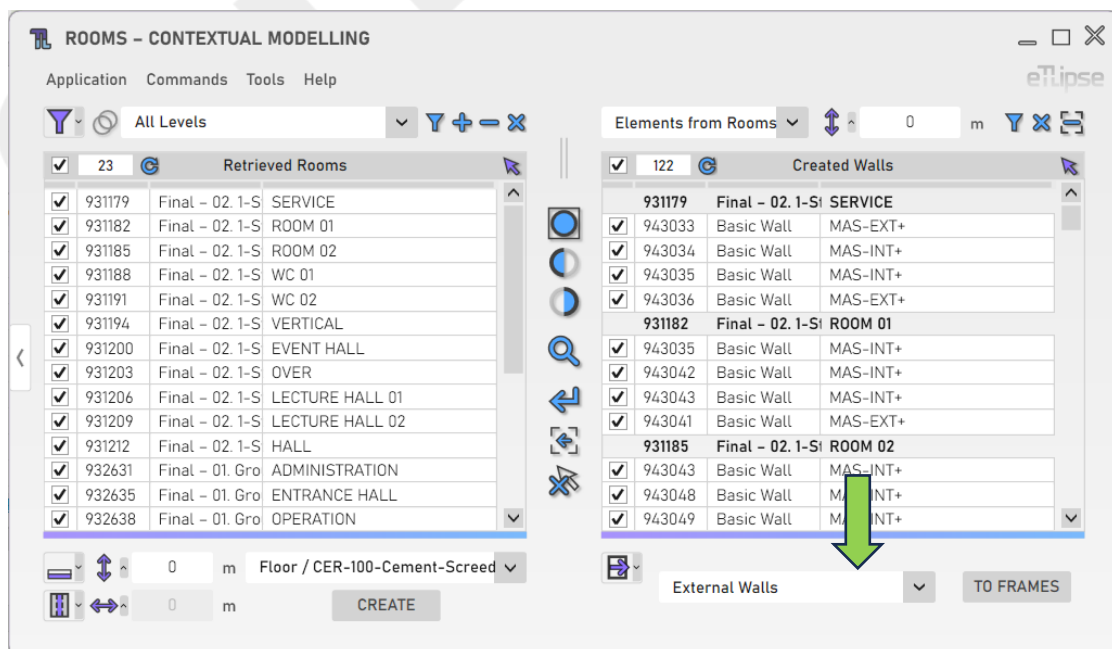 ROOMS – CONTEXTUAL MODELLING
Application Commands Tools Help
eTLipse
All Levels
Elements from Rooms 0 m
23 Retrieved Rooms
122 Created Walls
931179 Final – 02. 1-S SERVICE
931182 Final – 02. 1-S ROOM 01
931185 Final – 02. 1-S ROOM 02
931188 Final – 02. 1-S WC 01
931191 Final – 02. 1-S WC 02
931194 Final – 02. 1-S VERTICAL
931200 Final – 02. 1-S EVENT HALL
931203 Final – 02. 1-S OVER
931206 Final – 02. 1-S LECTURE HALL 01
931209 Final – 02. 1-S LECTURE HALL 02
931212 Final – 02. 1-S HALL
932631 Final – 01. Gro ADMINISTRATION
932635 Final – 01. Gro ENTRANCE HALL
932638 Final – 01. Gro OPERATION
931179 Final – 02. 1-St SERVICE
943033 Basic Wall MAS-EXT+
943034 Basic Wall MAS-INT+
943035 Basic Wall MAS-INT+
943036 Basic Wall MAS-EXT+
931182 Final – 02. 1-St ROOM 01
943035 Basic Wall MAS-INT+
943042 Basic Wall MAS-INT+
943043 Basic Wall MAS-INT+
943041 Basic Wall MAS-EXT+
931185 Final – 02. 1-St ROOM 02
943043 Basic Wall MAS-INT+
943048 Basic Wall
943049 Basic Wall
0 m Floor / CER-100-Cement-Screed
0 m CREATE
External Walls TO FRAMES